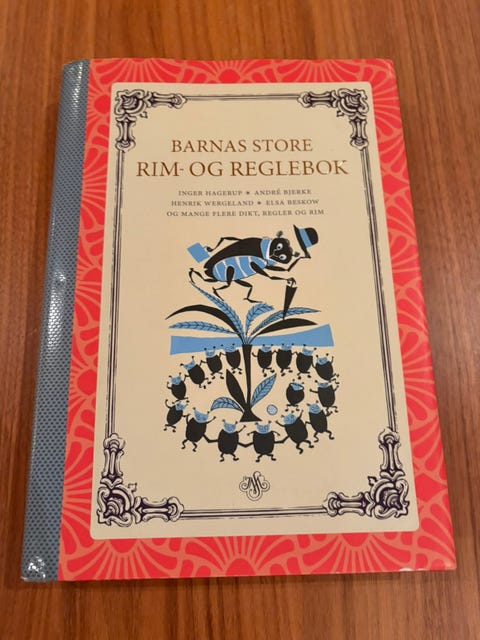 BARNAS STORE
RIM- OG REGLEBOK
INGER HAGERUP * ANDRÉ BJERKE
HENRIK WERGELAND * ELSA BESKOW
OG MANGE FLERE DIKT, REGLER OG RIM